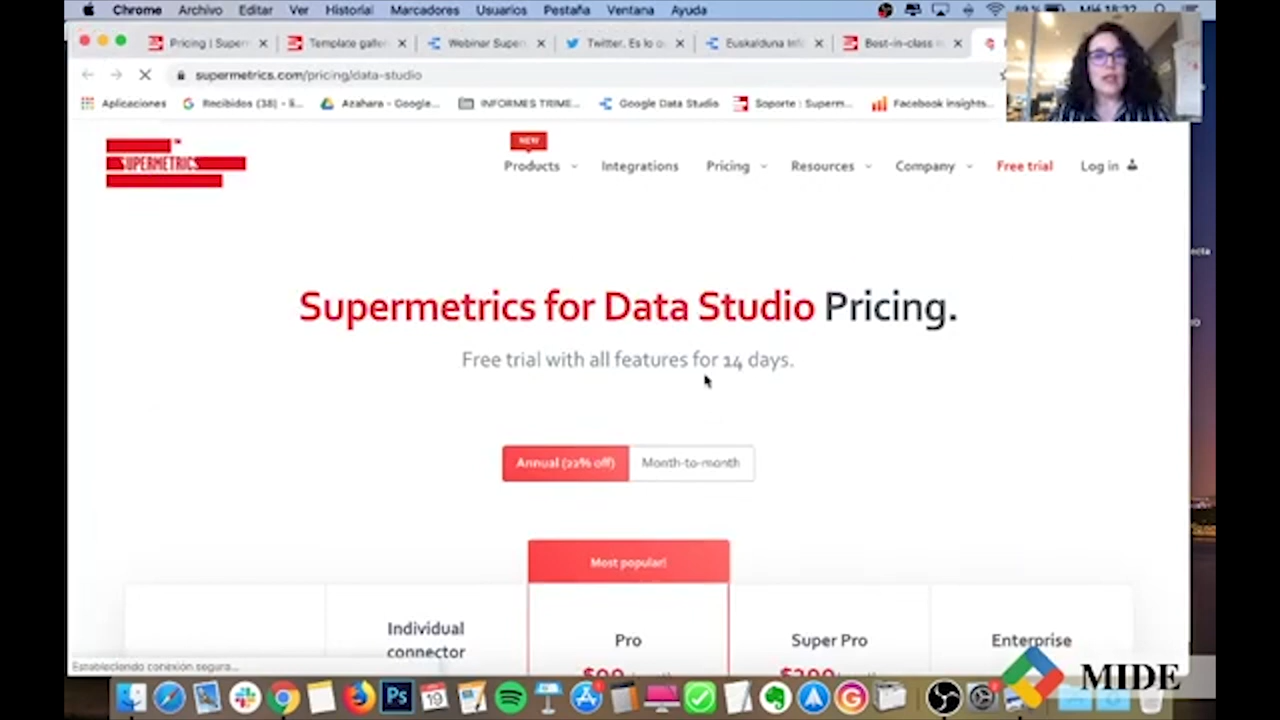 Chrome Archivo Editar Ver Historial Marcadores Usuarios Pestaña Ventana Ayuda
Pricing | Superm Template galler Webinar Super Twitter. Es lo Euskalduna Best-in-class
supermetrics.com/pricing/data-studio
Aplicaciones Recibidos (38) - Azahara - Google... INFORMES TRIME... Google Data Studio Soporte : Superm... Facebook insights...
NEW
SUPERMETRICS Products Integrations Pricing Resources Company Free trial Log in
Supermetrics for Data Studio Pricing.
Free trial with all features for 14 days.
Annual (22% off) Month-to-month
Most popular!
Individual
connector
Pro Super Pro Enterprise
Estableciendo conexión segura...
MIDE